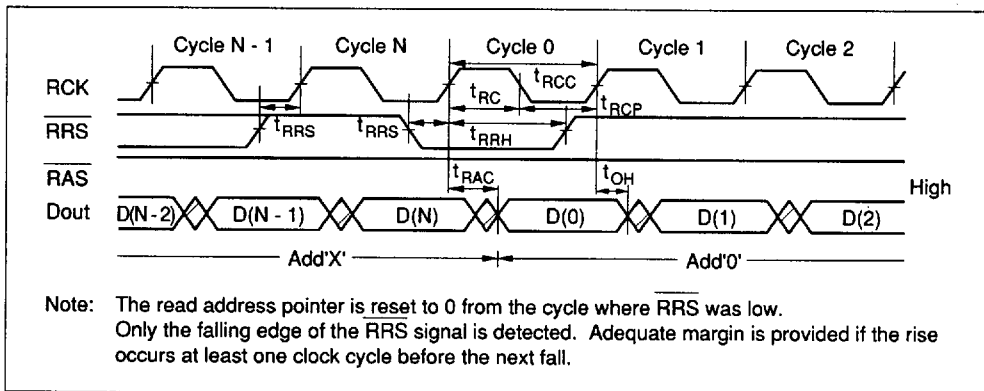 Cycle N - 1 Cycle N Cycle 0 Cycle 1 Cycle 2
RCK
tRCC
tRC
tRCP
RRS
tRRS tRRS tRRH
RAS
tRAC tOH High
Dout D(N-2) D(N - 1) D(N) D(0) D(1) D(2)
Add'X' Add'0'
Note: The read address pointer is reset to 0 from the cycle where RRS was low.
Only the falling edge of the RRS signal is detected. Adequate margin is provided if the rise
occurs at least one clock cycle before the next fall.